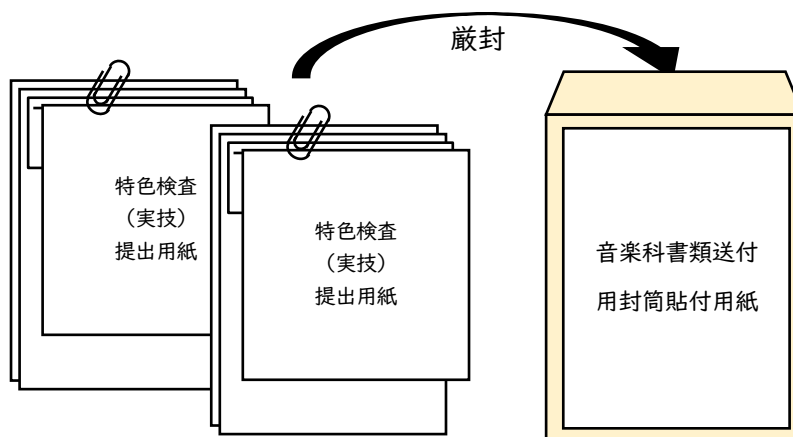 厳封
特色検査
（実技）
提出用紙
特色検査
（実技）
提出用紙
音楽科書類送付
用封筒貼付用紙